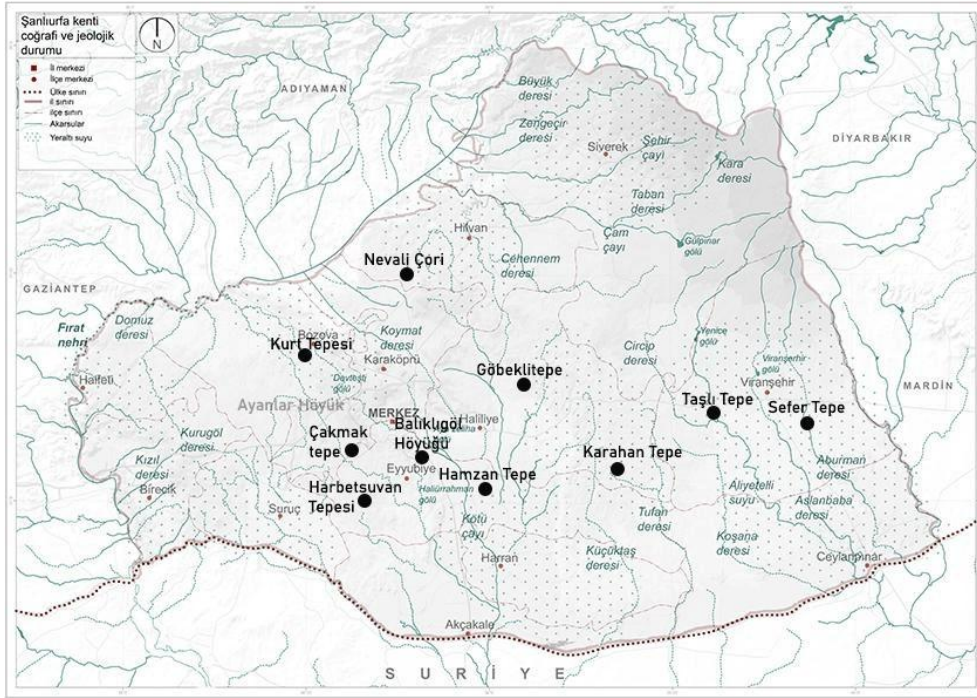 Şanlıurfa kenti
coğrafi ve jeolojik
durumu
İl merkezi
İlçe merkezi
Ülke sınırı
il sınırı
ilçe sınırı
Akarsular
Yeraltı suyu
N
ADIYAMAN
Büyük
deresi
Zengeçir
deresi
Siverek
Şehir
çayı
Kara
deresi
DİYARBAKIR
Taban
deresi
Hilvan
Çam
çayı
Gülpınar
gölü
Nevali Çori
Cehennem
deresi
GAZİANTEP
Fırat
nehri
Domuz
deresi
Bozova
Kurt Tepesi
Koymat
deresi
Karaköprü
Circip
deresi
Yenice
gölü
Viranşehir
gölü
Viranşehir
MARDİN
Halfeti
Göbeklitepe
Ayanlar Höyük
MERKEZ
Haliliye
Taşlı Tepe
Sefer Tepe
Kurugöl
deresi
Çakmak
tepe
Balıklıgöl
Höyüğü
Karahan Tepe
Kızıl
deresi
Birecik
Eyyubiye
Hamzan Tepe
Harbetsuvan
Tepesi
Halilürrahman
gölü
Aburman
deresi
Aliyetelli
suyu
Aslanbaba
deresi
Suruç
Kötü
çayı
Tufan
deresi
Koşana
deresi
Harran
Küçüktaş
deresi
Ceylanpınar
Akçakale
SURİYE